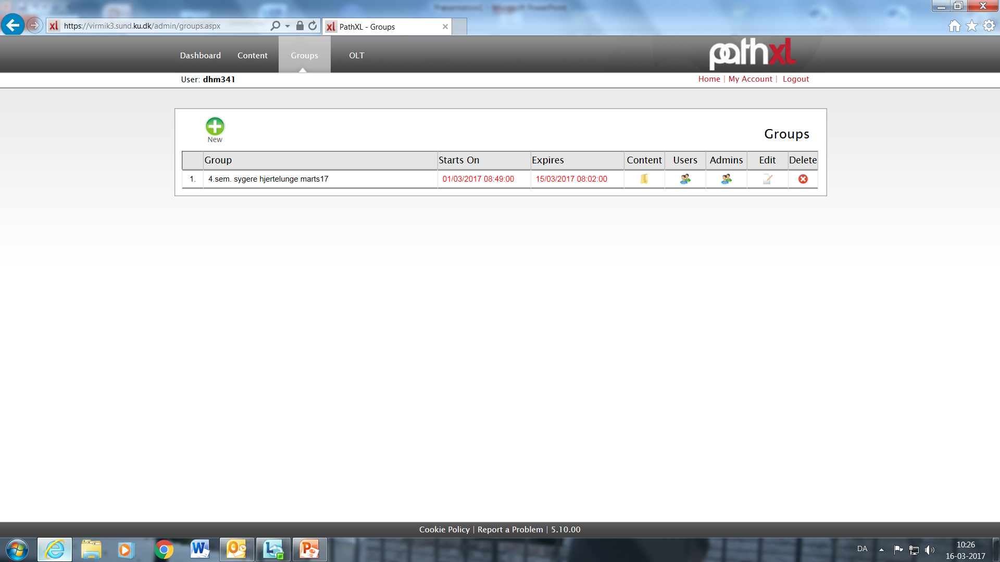 Presentation1 - Microsoft PowerPoint
https://virmik3.sund.ku.dk/admin/groups.aspx
PathXL - Groups
Dashboard Content Groups OLT
pathxl
User: dhm341
Home | My Account | Logout
New
Groups
Group Starts On Expires Content Users Admins Edit Delete
1. 4.sem. sygere hjertelunge marts17 01/03/2017 08:49:00 15/03/2017 08:02:00
Cookie Policy | Report a Problem | 5.10.00
DA
10:26
16-03-2017